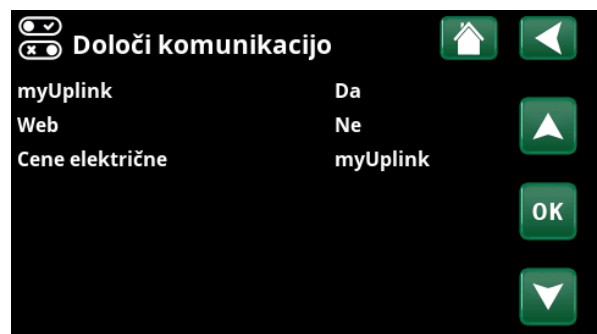 Določi komunikacijo
myUplink Da
Web Ne
Cene električne myUplink
OK